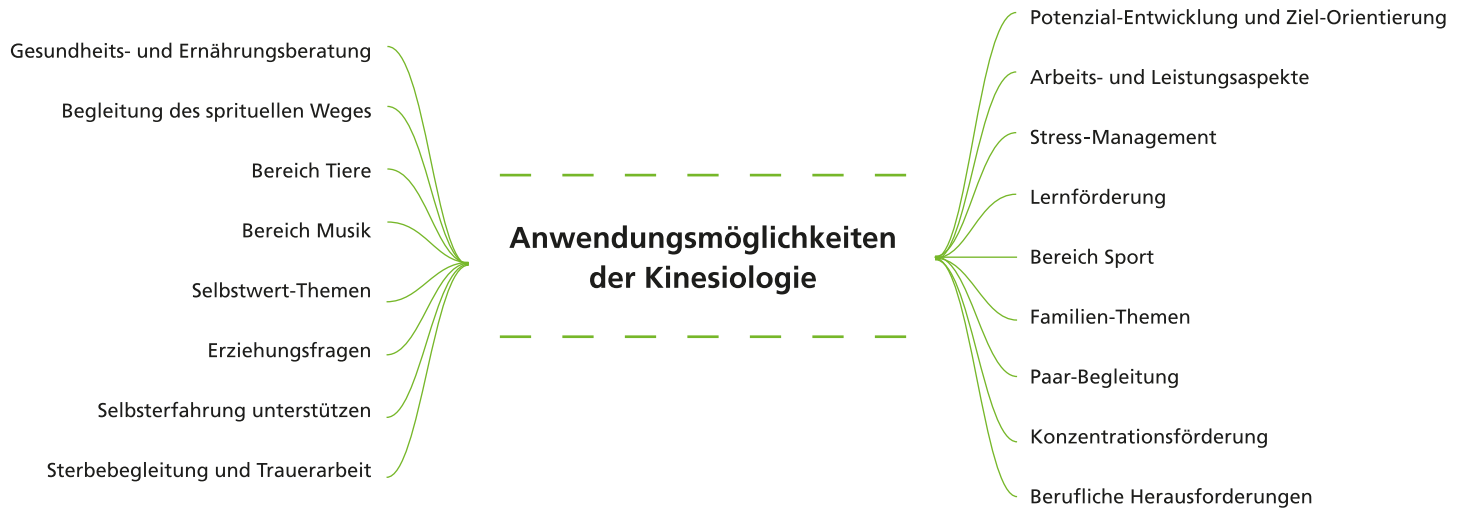 Gesundheits- und Ernährungsberatung
Begleitung des sprituellen Weges
Bereich Tiere
Bereich Musik
Selbstwert-Themen
Erziehungsfragen
Selbsterfahrung unterstützen
Sterbebegleitung und Trauerarbeit
Anwendungsmöglichkeiten
der Kinesiologie
Potenzial-Entwicklung und Ziel-Orientierung
Arbeits- und Leistungsaspekte
Stress-Management
Lernförderung
Bereich Sport
Familien-Themen
Paar-Begleitung
Konzentrationsförderung
Berufliche Herausforderungen